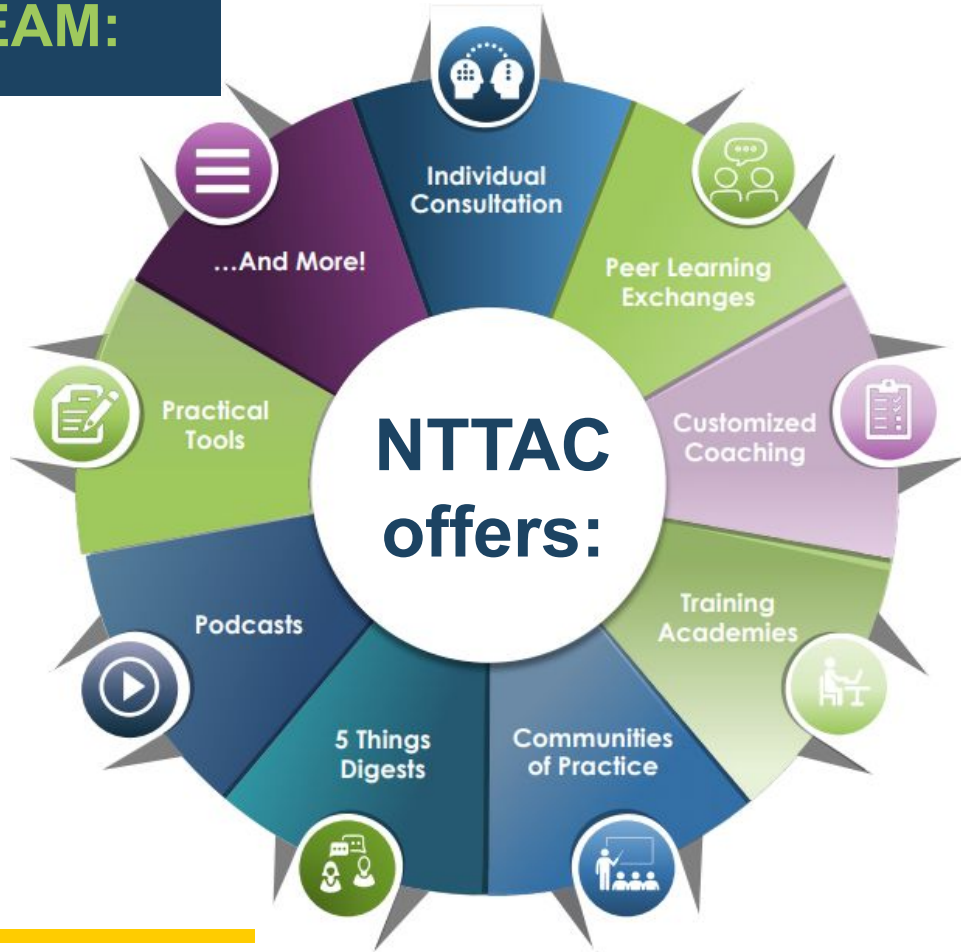 EAM:
Individual
Consultation
Peer Learning
Exchanges
Customized
Coaching
Training
Academies
Communities
of Practice
5 Things
Digests
Podcasts
Practical
Tools
...And More!
NTTAC
offers: